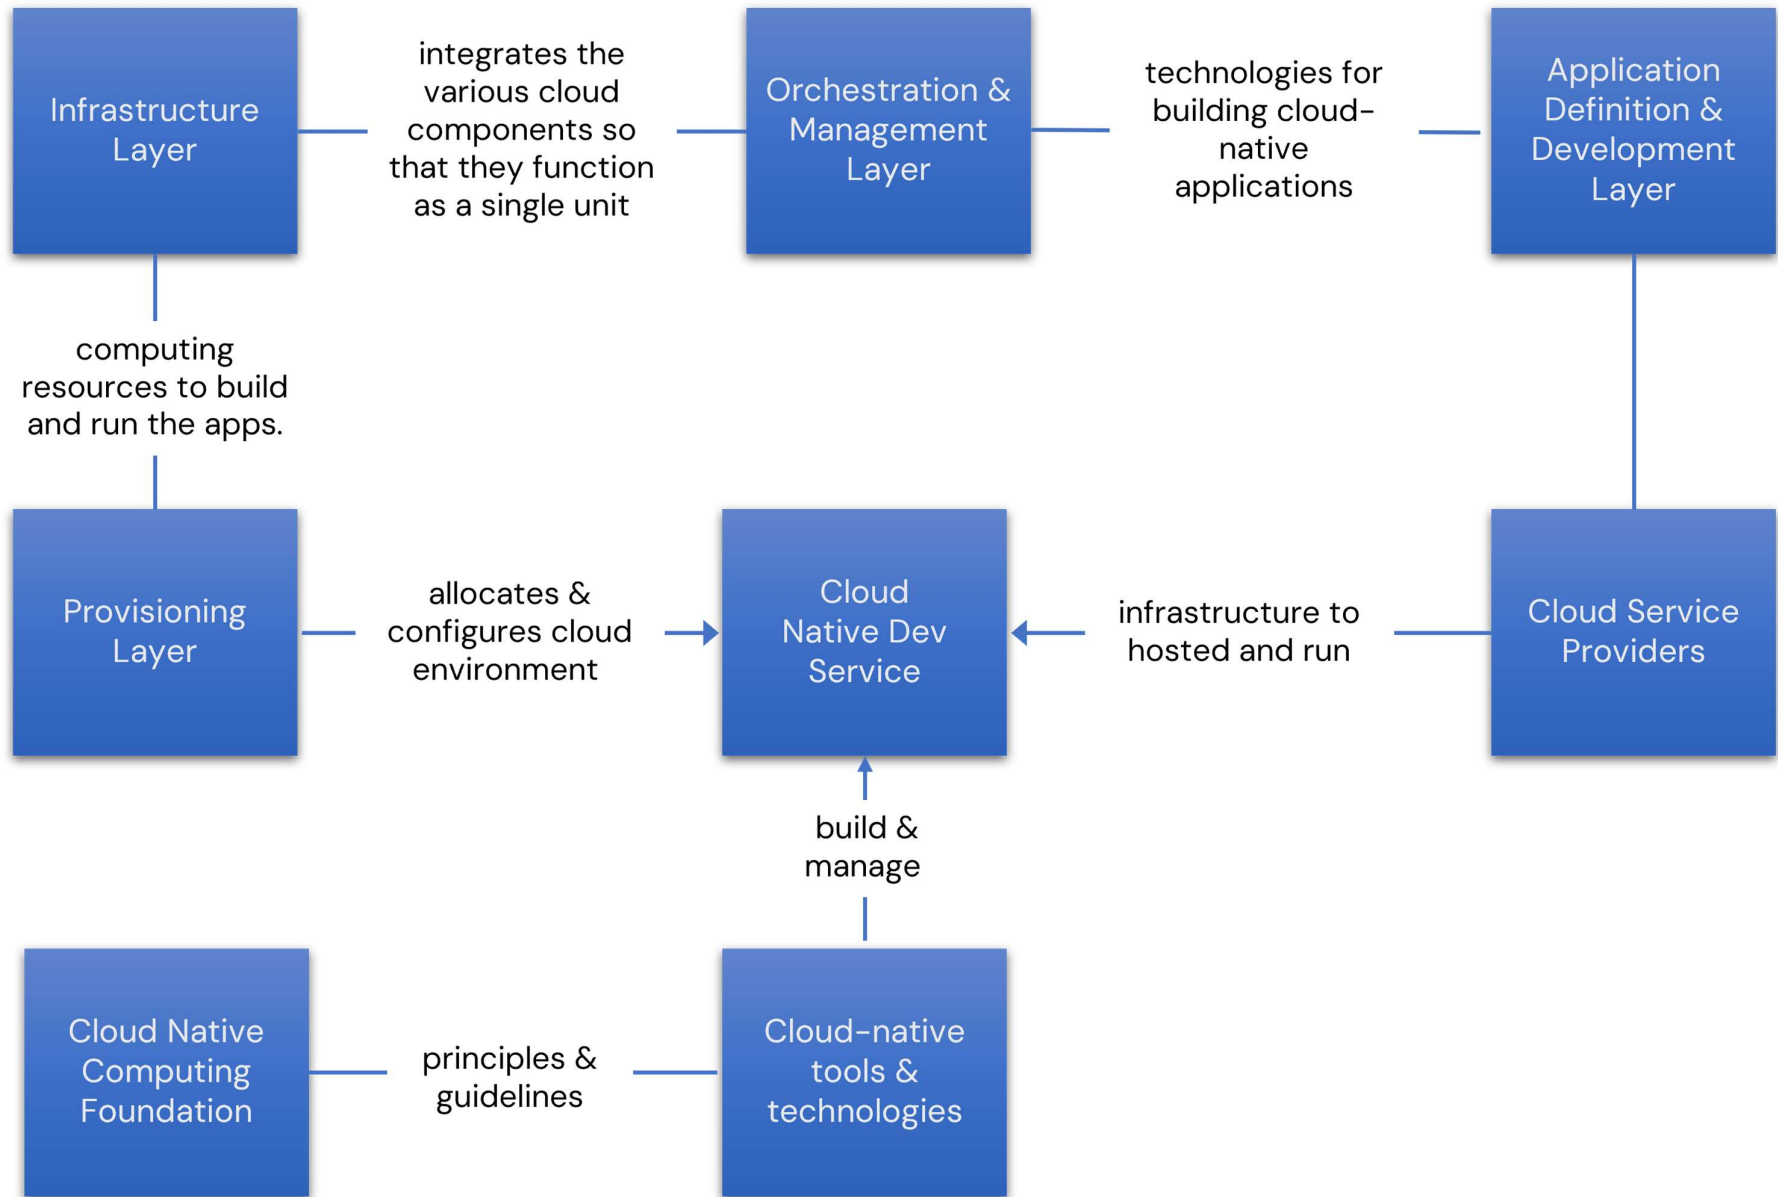 Infrastructure
Layer
integrates the
various cloud
components so
that they function
as a single unit
Orchestration &
Management
Layer
technologies for
building cloud-
native
applications
Application
Definition &
Development
Layer
computing
resources to build
and run the apps.
Provisioning
Layer
allocates &
configures cloud
environment
Cloud
Native Dev
Service
infrastructure to
hosted and run
Cloud Service
Providers
build &
manage
Cloud Native
Computing
Foundation
principles &
guidelines
Cloud-native
tools &
technologies